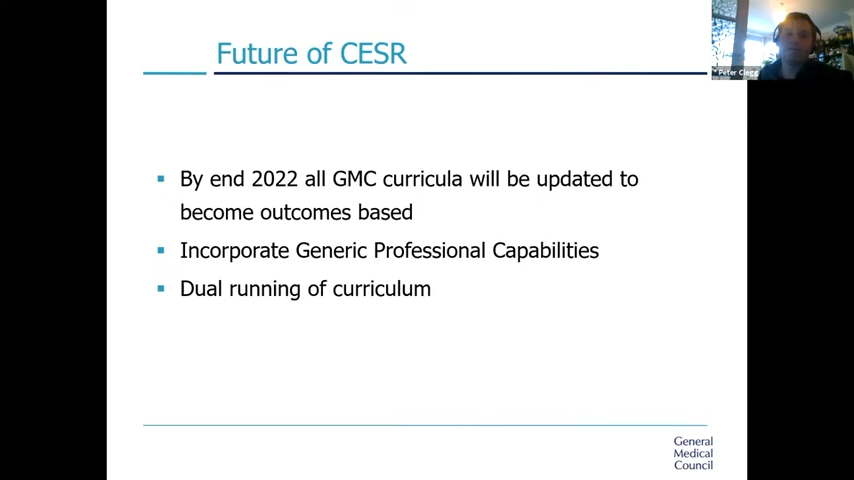 Future of CESR
Peter Clegg
By end 2022 all GMC curricula will be updated to
become outcomes based
Incorporate Generic Professional Capabilities
Dual running of curriculum
General
Medical
Council